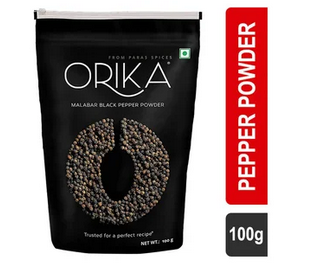 FROM PARAS SPICES
ORIKA
MALABAR BLACK PEPPER POWDER
Trusted for a perfect recipe*
NET WT.: 100 g
PEPPER POWDER
100g